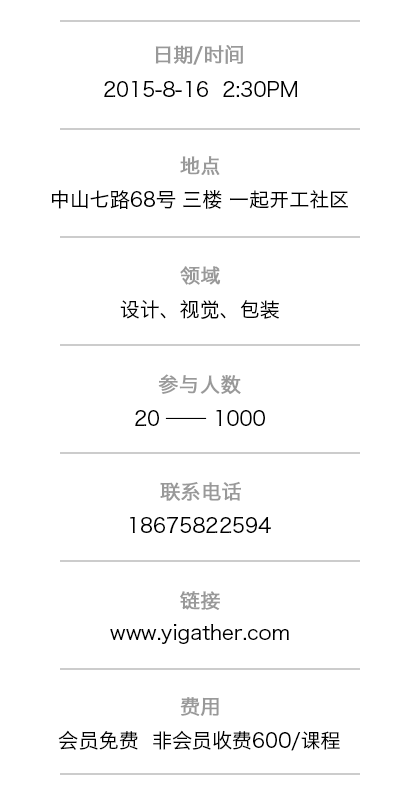 日期/时间
2015-8-16 2:30PM
地点
中山七路68号 三楼 一起开工社区
领域
设计、视觉、包装
参与人数
20 —— 1000
联系电话
18675822594
链接
www.yigather.com
费用
会员免费 非会员收费600/课程